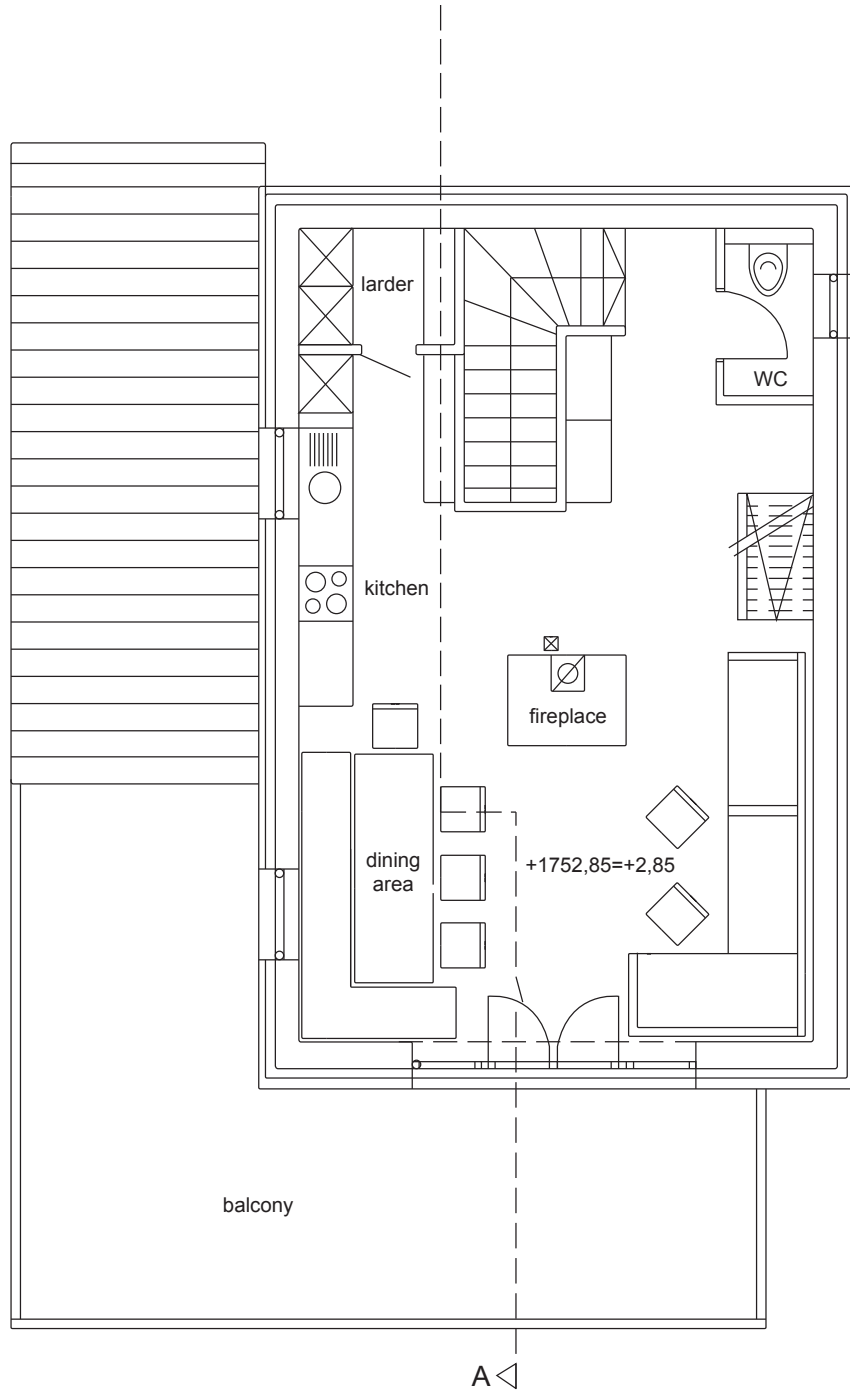 larder
WC
kitchen
fireplace
dining
area
+1752,85=+2,85
balcony
A